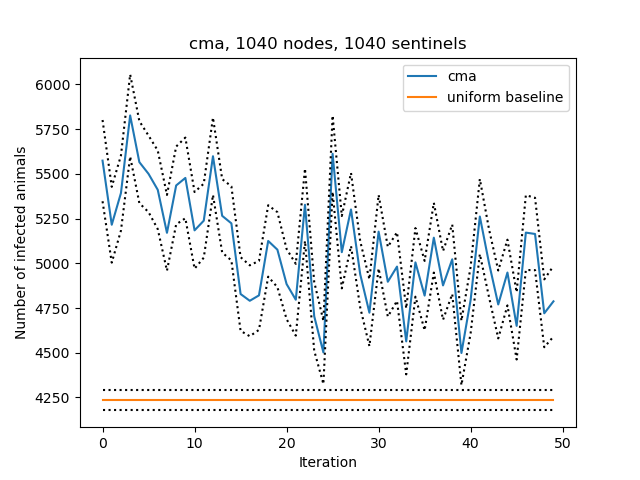 cma, 1040 nodes, 1040 sentinels
cma
uniform baseline
Number of infected animals
6000
5750
5500
5250
5000
4750
4500
4250
0 10 20 30 40 50
Iteration